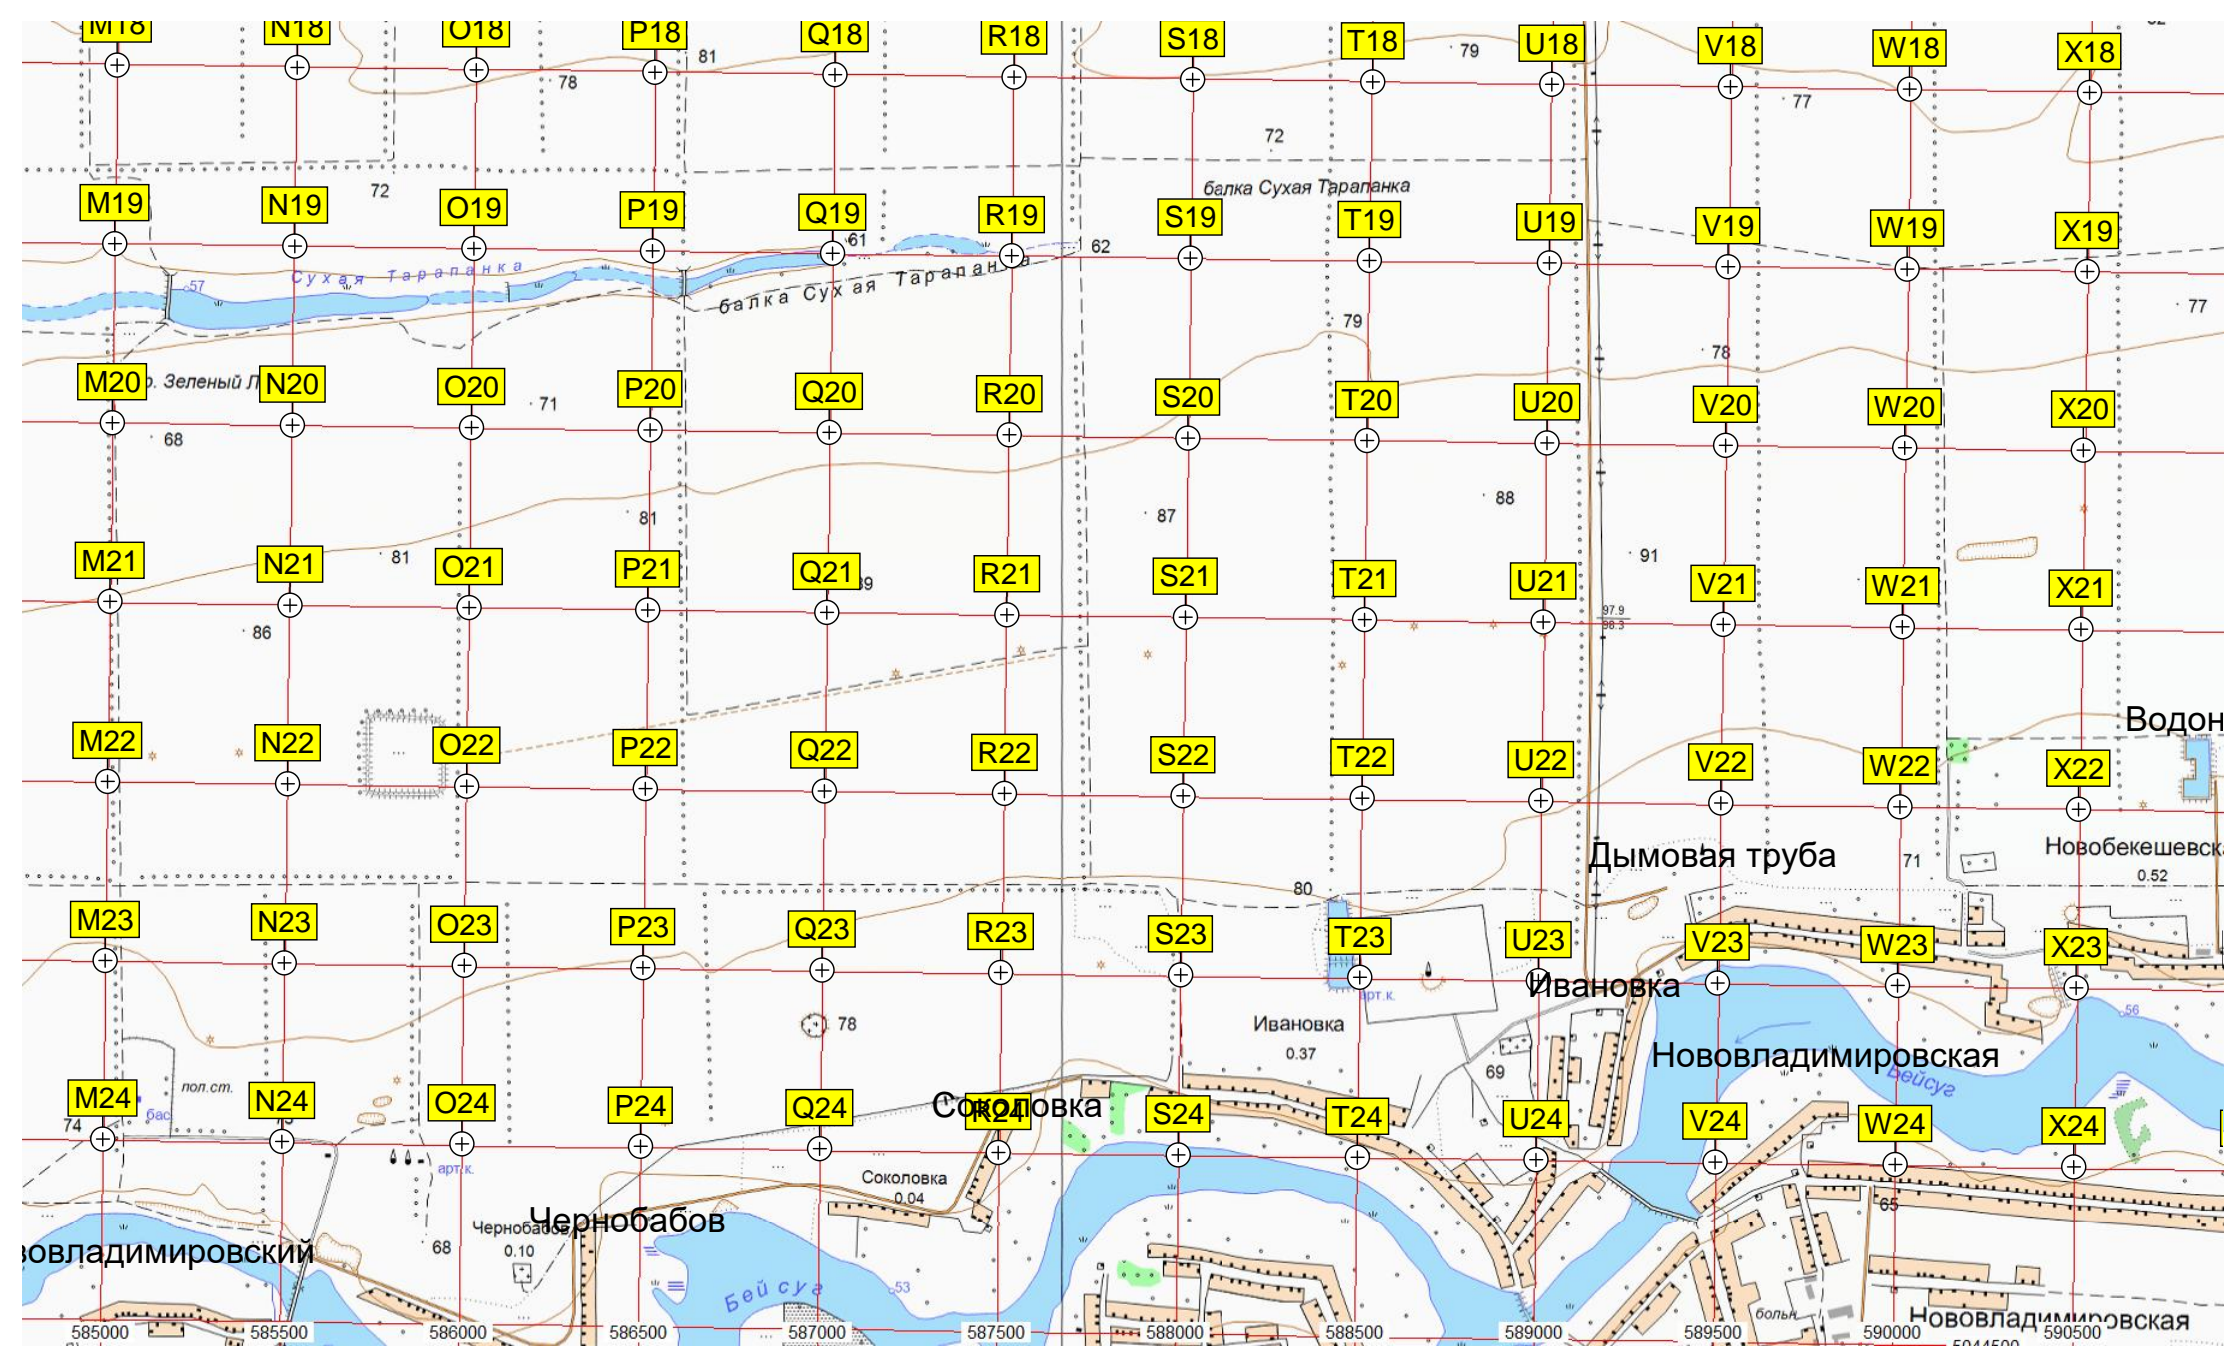 M18 N18 O18 P18 Q18 R18 S18 T18 U18 V18 W18 X18
81 79
78 77
72
72
балка Сухая Тарапанка
M19 N19 O19 P19 Q19 R19 S19 T19 U19 V19 W19 X19
61 62
Сухая Тарапанка
57
балка Сухая Тарапанка
79 77
78
M20 N20 O20 P20 Q20 R20 S20 T20 U20 V20 W20 X20
Зеленый
71
68
81 87 88
81 91
M21 N21 O21 P21 Q21 R21 S21 T21 U21 V21 W21 X21
97.9
98.3
86
Водон
M22 N22 O22 P22 Q22 R22 S22 T22 U22 V22 W22 X22
Дымовая труба
71
Новобекешевск
0.52
80
M23 N23 O23 P23 Q23 R23 S23 T23 U23 V23 W23 X23
Ивановка
арт.к.
56
78
Ивановка
0.37
Нововладимировская
69
Бейсуг
пол.ст.
M24 N24 O24 P24 Q24 R24 S24 T24 U24 V24 W24 X24
Соколовка
бас
74
арт.к.
Соколовка
0.04
65
Чернобабов
Чернобабов
0.10
68
вовладимировский
Бейсуг
53
больн.
Нововладимировская
585000 585500 586000 586500 587000 587500 588000 588500 589000 589500 590000 590500